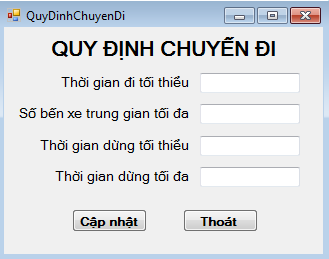 QuyDinhChuyenDi
QUY ĐỊNH CHUYẾN ĐI
Thời gian đi tối thiểu
Số bến xe trung gian tối đa
Thời gian dừng tối thiểu
Thời gian dừng tối đa
Cập nhật Thoát